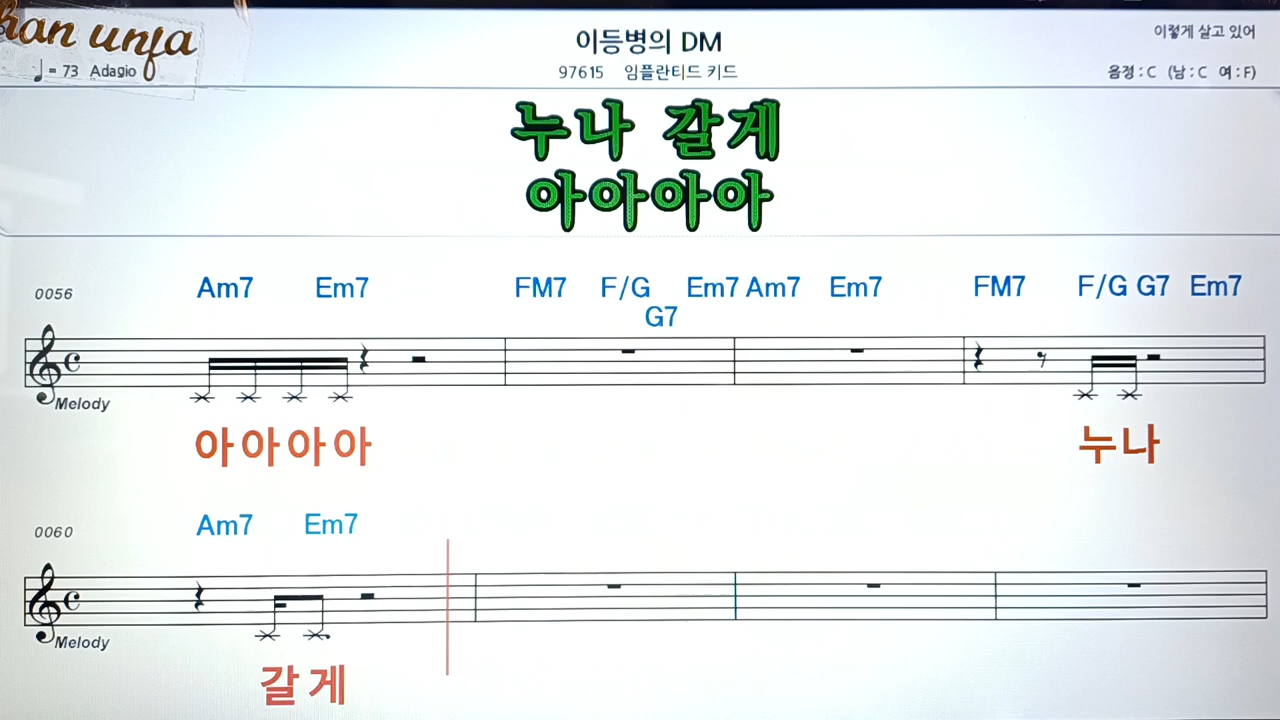 han unfa
♩ = 73 Adagio
이등병의 DM
97615 임플란티드 키드
이렇게 살고 있어
음정 : C (남 : C 여 : F)
누나 갈게
아아아아
0056
Am7 Em7 FM7 F/G G7 Em7 Am7 Em7 FM7 F/G G7 Em7
Melody
아아아아 누나
0060
Am7 Em7
Melody
갈게